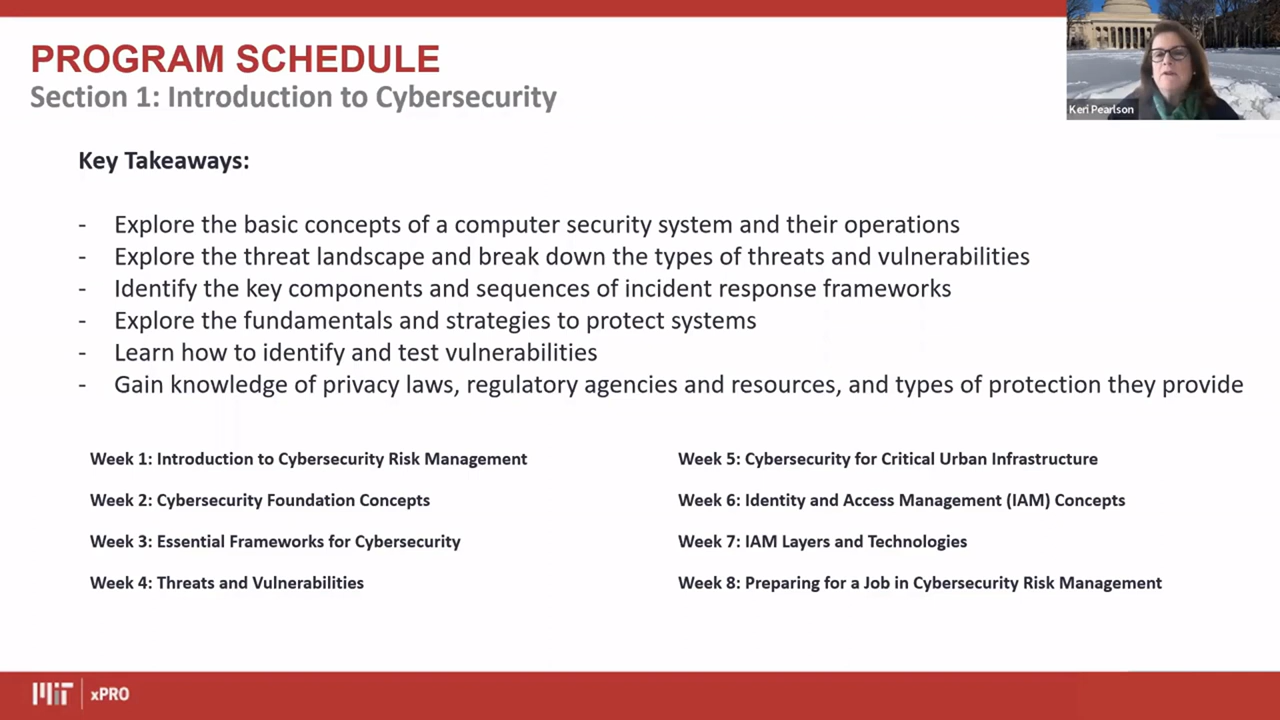 PROGRAM SCHEDULE
Section 1: Introduction to Cybersecurity
Keri Pearlson
Key Takeaways:
- Explore the basic concepts of a computer security system and their operations
- Explore the threat landscape and break down the types of threats and vulnerabilities
- Identify the key components and sequences of incident response frameworks
- Explore the fundamentals and strategies to protect systems
- Learn how to identify and test vulnerabilities
- Gain knowledge of privacy laws, regulatory agencies and resources, and types of protection they provide
Week 1: Introduction to Cybersecurity Risk Management
Week 2: Cybersecurity Foundation Concepts
Week 3: Essential Frameworks for Cybersecurity
Week 4: Threats and Vulnerabilities
Week 5: Cybersecurity for Critical Urban Infrastructure
Week 6: Identity and Access Management (IAM) Concepts
Week 7: IAM Layers and Technologies
Week 8: Preparing for a Job in Cybersecurity Risk Management
MIT xPRO